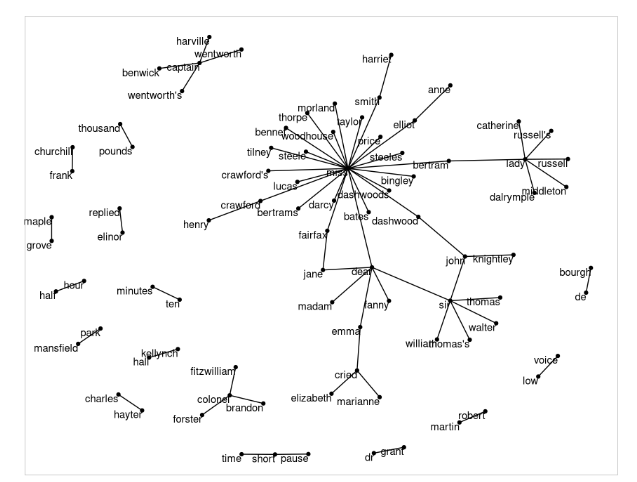 harville
wentworth
captain
benwick
wentworth's
harriet
anne
smith
morland
thorpe
taylor
elliot
thousand
bennet
woodhouse
price
catherine
russell's
pounds
churchill
tilney
steele
steeles
bertram
lady
russell
frank
crawford's
miss
bingley
lucas
dashwoods
middleton
dalrymple
crawford
darcy
bertrams
bates
dashwood
henry
maple
replied
elinor
fairfax
grove
john
knightley
jane
dear
bourgh
de
hour
half
minutes
ten
madam
fanny
sir
thomas
walter
park
mansfield
emma
william
thomas's
kellynch
hall
voice
low
fitzwilliam
cried
colonel
brandon
forster
elizabeth
marianne
charles
hayter
robert
martin
time
short
pause
dr
grant